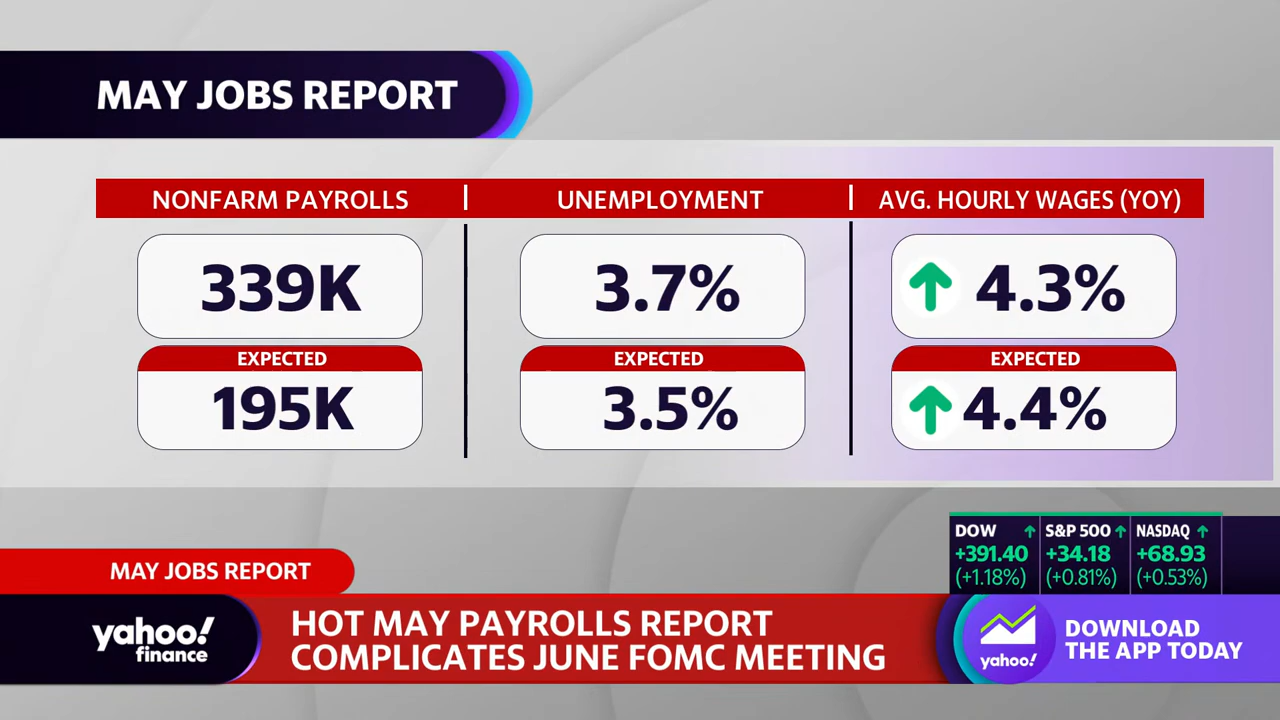 MAY JOBS REPORT
NONFARM PAYROLLS
UNEMPLOYMENT
AVG. HOURLY WAGES (YOY)
339K
3.7%
4.3%
EXPECTED
EXPECTED
EXPECTED
195K
3.5%
4.4%
DOW
S&P 500
NASDAQ
+391.40
+34.18
+68.93
(+1.18%)
(+0.81%)
(+0.53%)
MAY JOBS REPORT
yahoo!
finance
HOT MAY PAYROLLS REPORT
COMPLICATES JUNE FOMC MEETING
yahoo!
DOWNLOAD
THE APP TODAY